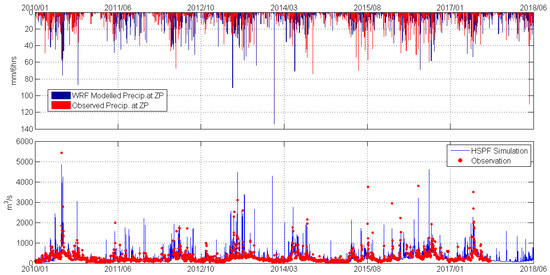 2010/01 2011/06 2012/10 2014/03 2015/08 2017/01 2018/06
0
20
40
60
80
100
120
140
mm/6hrs
WRF Modelled Precip.at ZP
Observed Precip. at ZP
6000
5000
4000
3000
2000
1000
0
m³/s
HSPF Simulation
Observation
2010/01 2011/06 2012/10 2014/03 2015/08 2017/01 2018/06